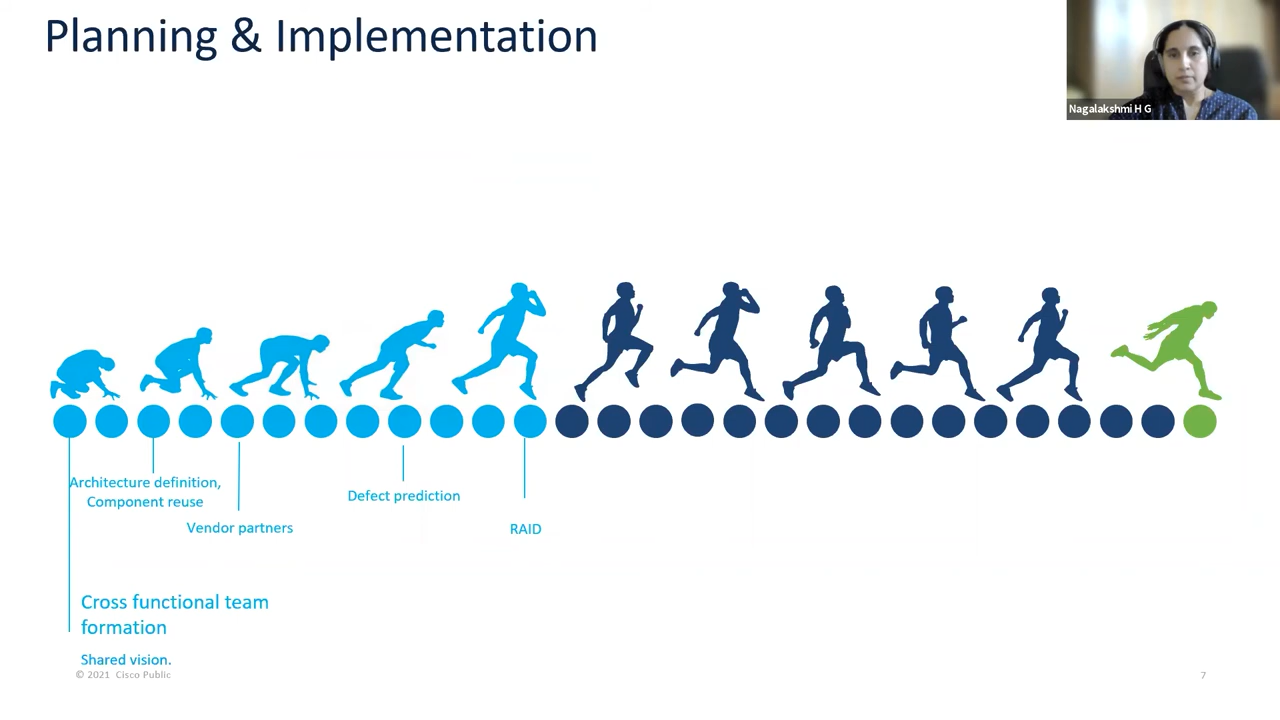 Planning & Implementation
Nagalakshmi H G
Architecture definition,
Component reuse
Vendor partners
Defect prediction
RAID
Cross functional team
formation
Shared vision.
© 2021 Cisco Public
7